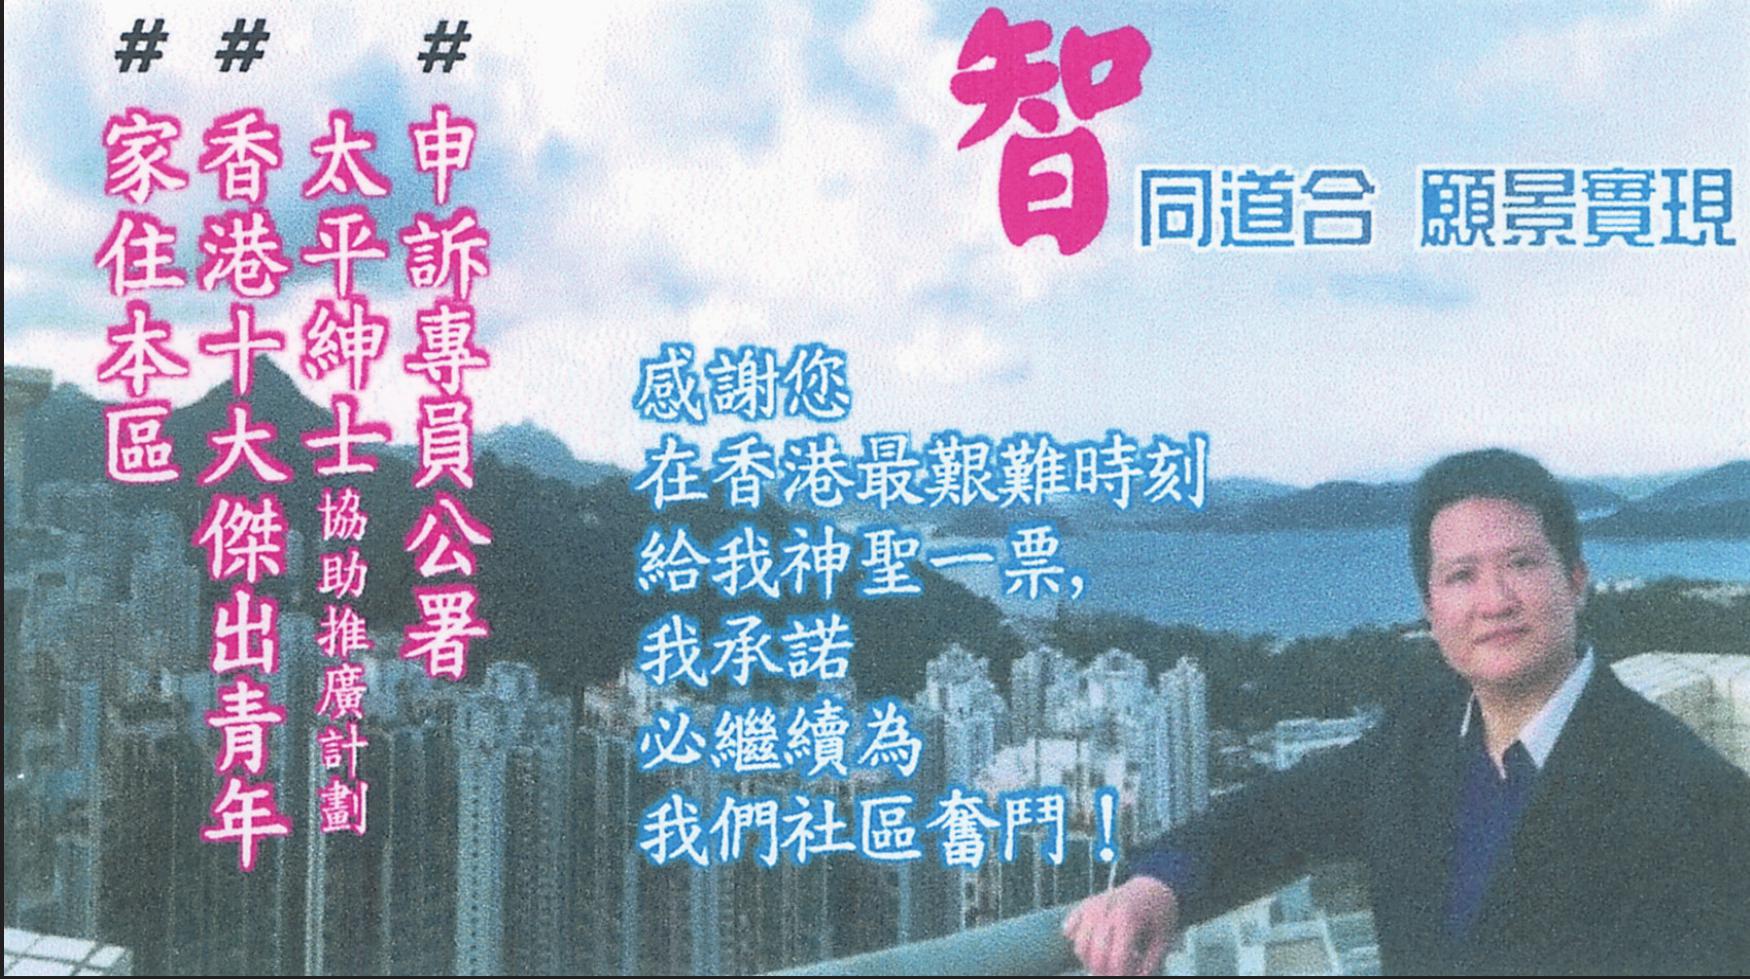 智同道合 願景實現
# 申訴專員公署
太平紳士協助推廣計劃
# 香港十大傑出青年
# 家住本區
感謝您
在香港最艱難時刻
給我神聖一票,
我承諾
必繼續為
我們社區奮鬥！